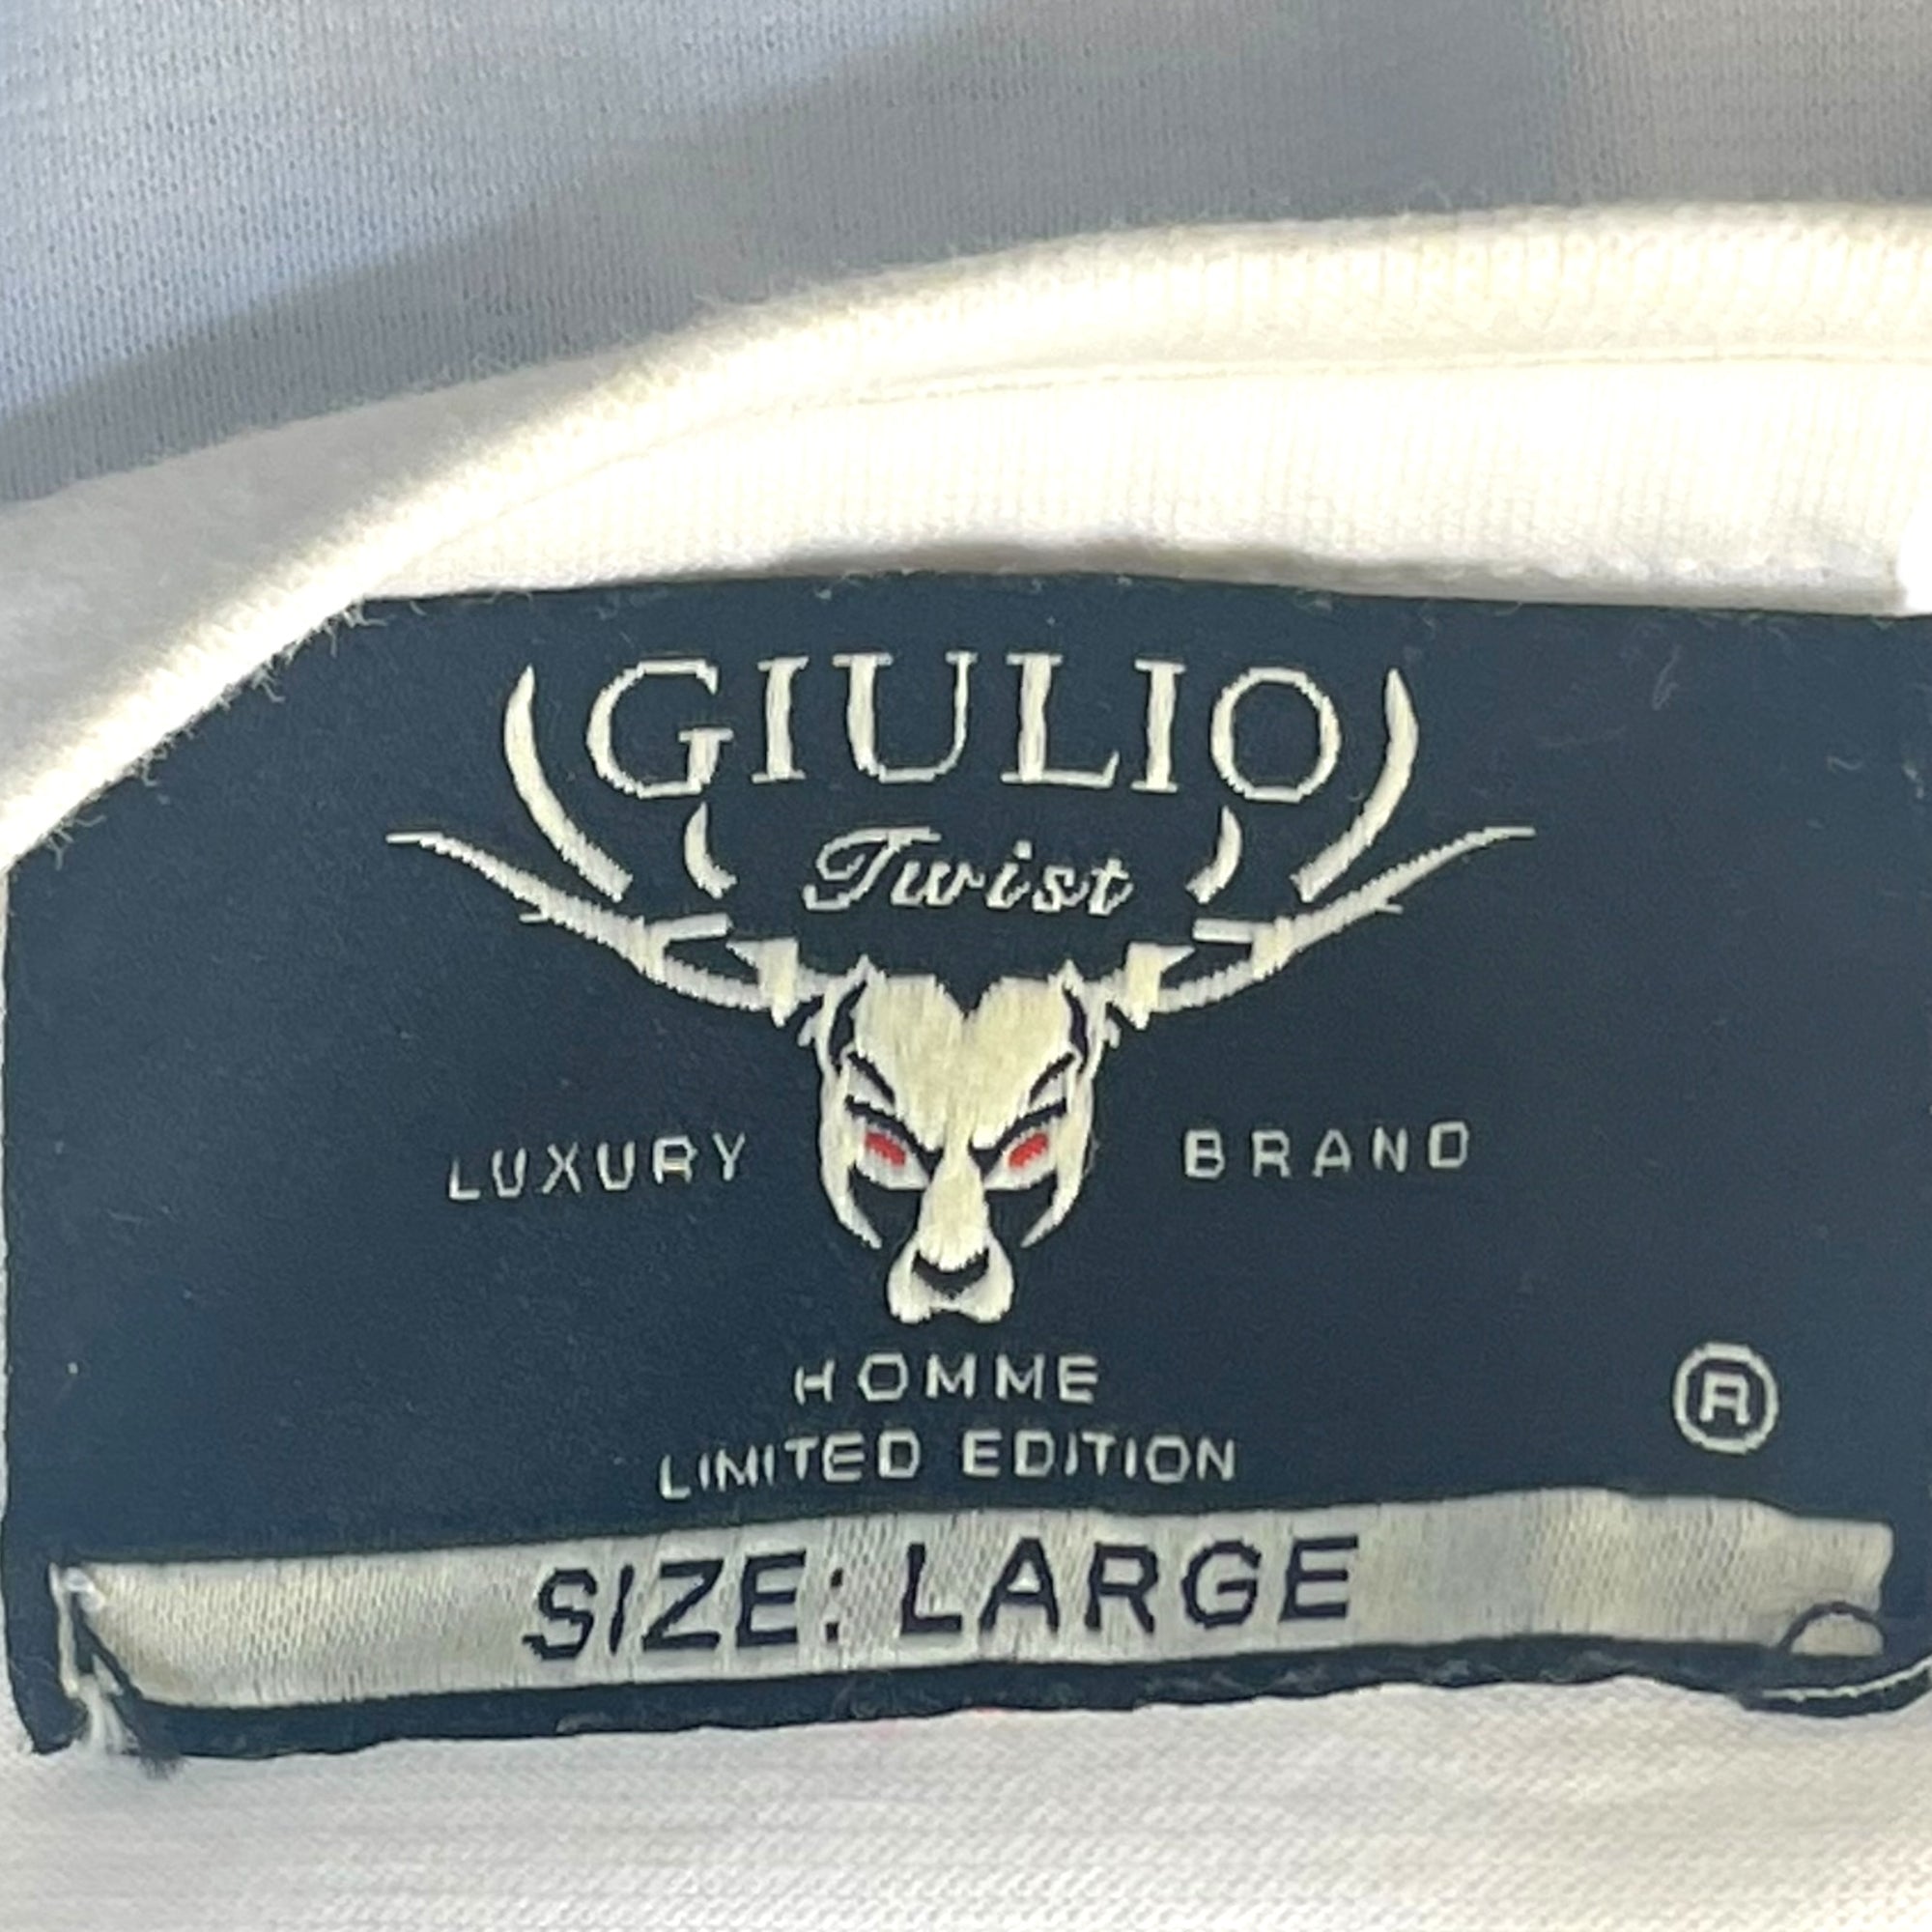 GIULIO
Twist
LUXURY BRAND
HOMME
LIMITED EDITION
®
SIZE: LARGE